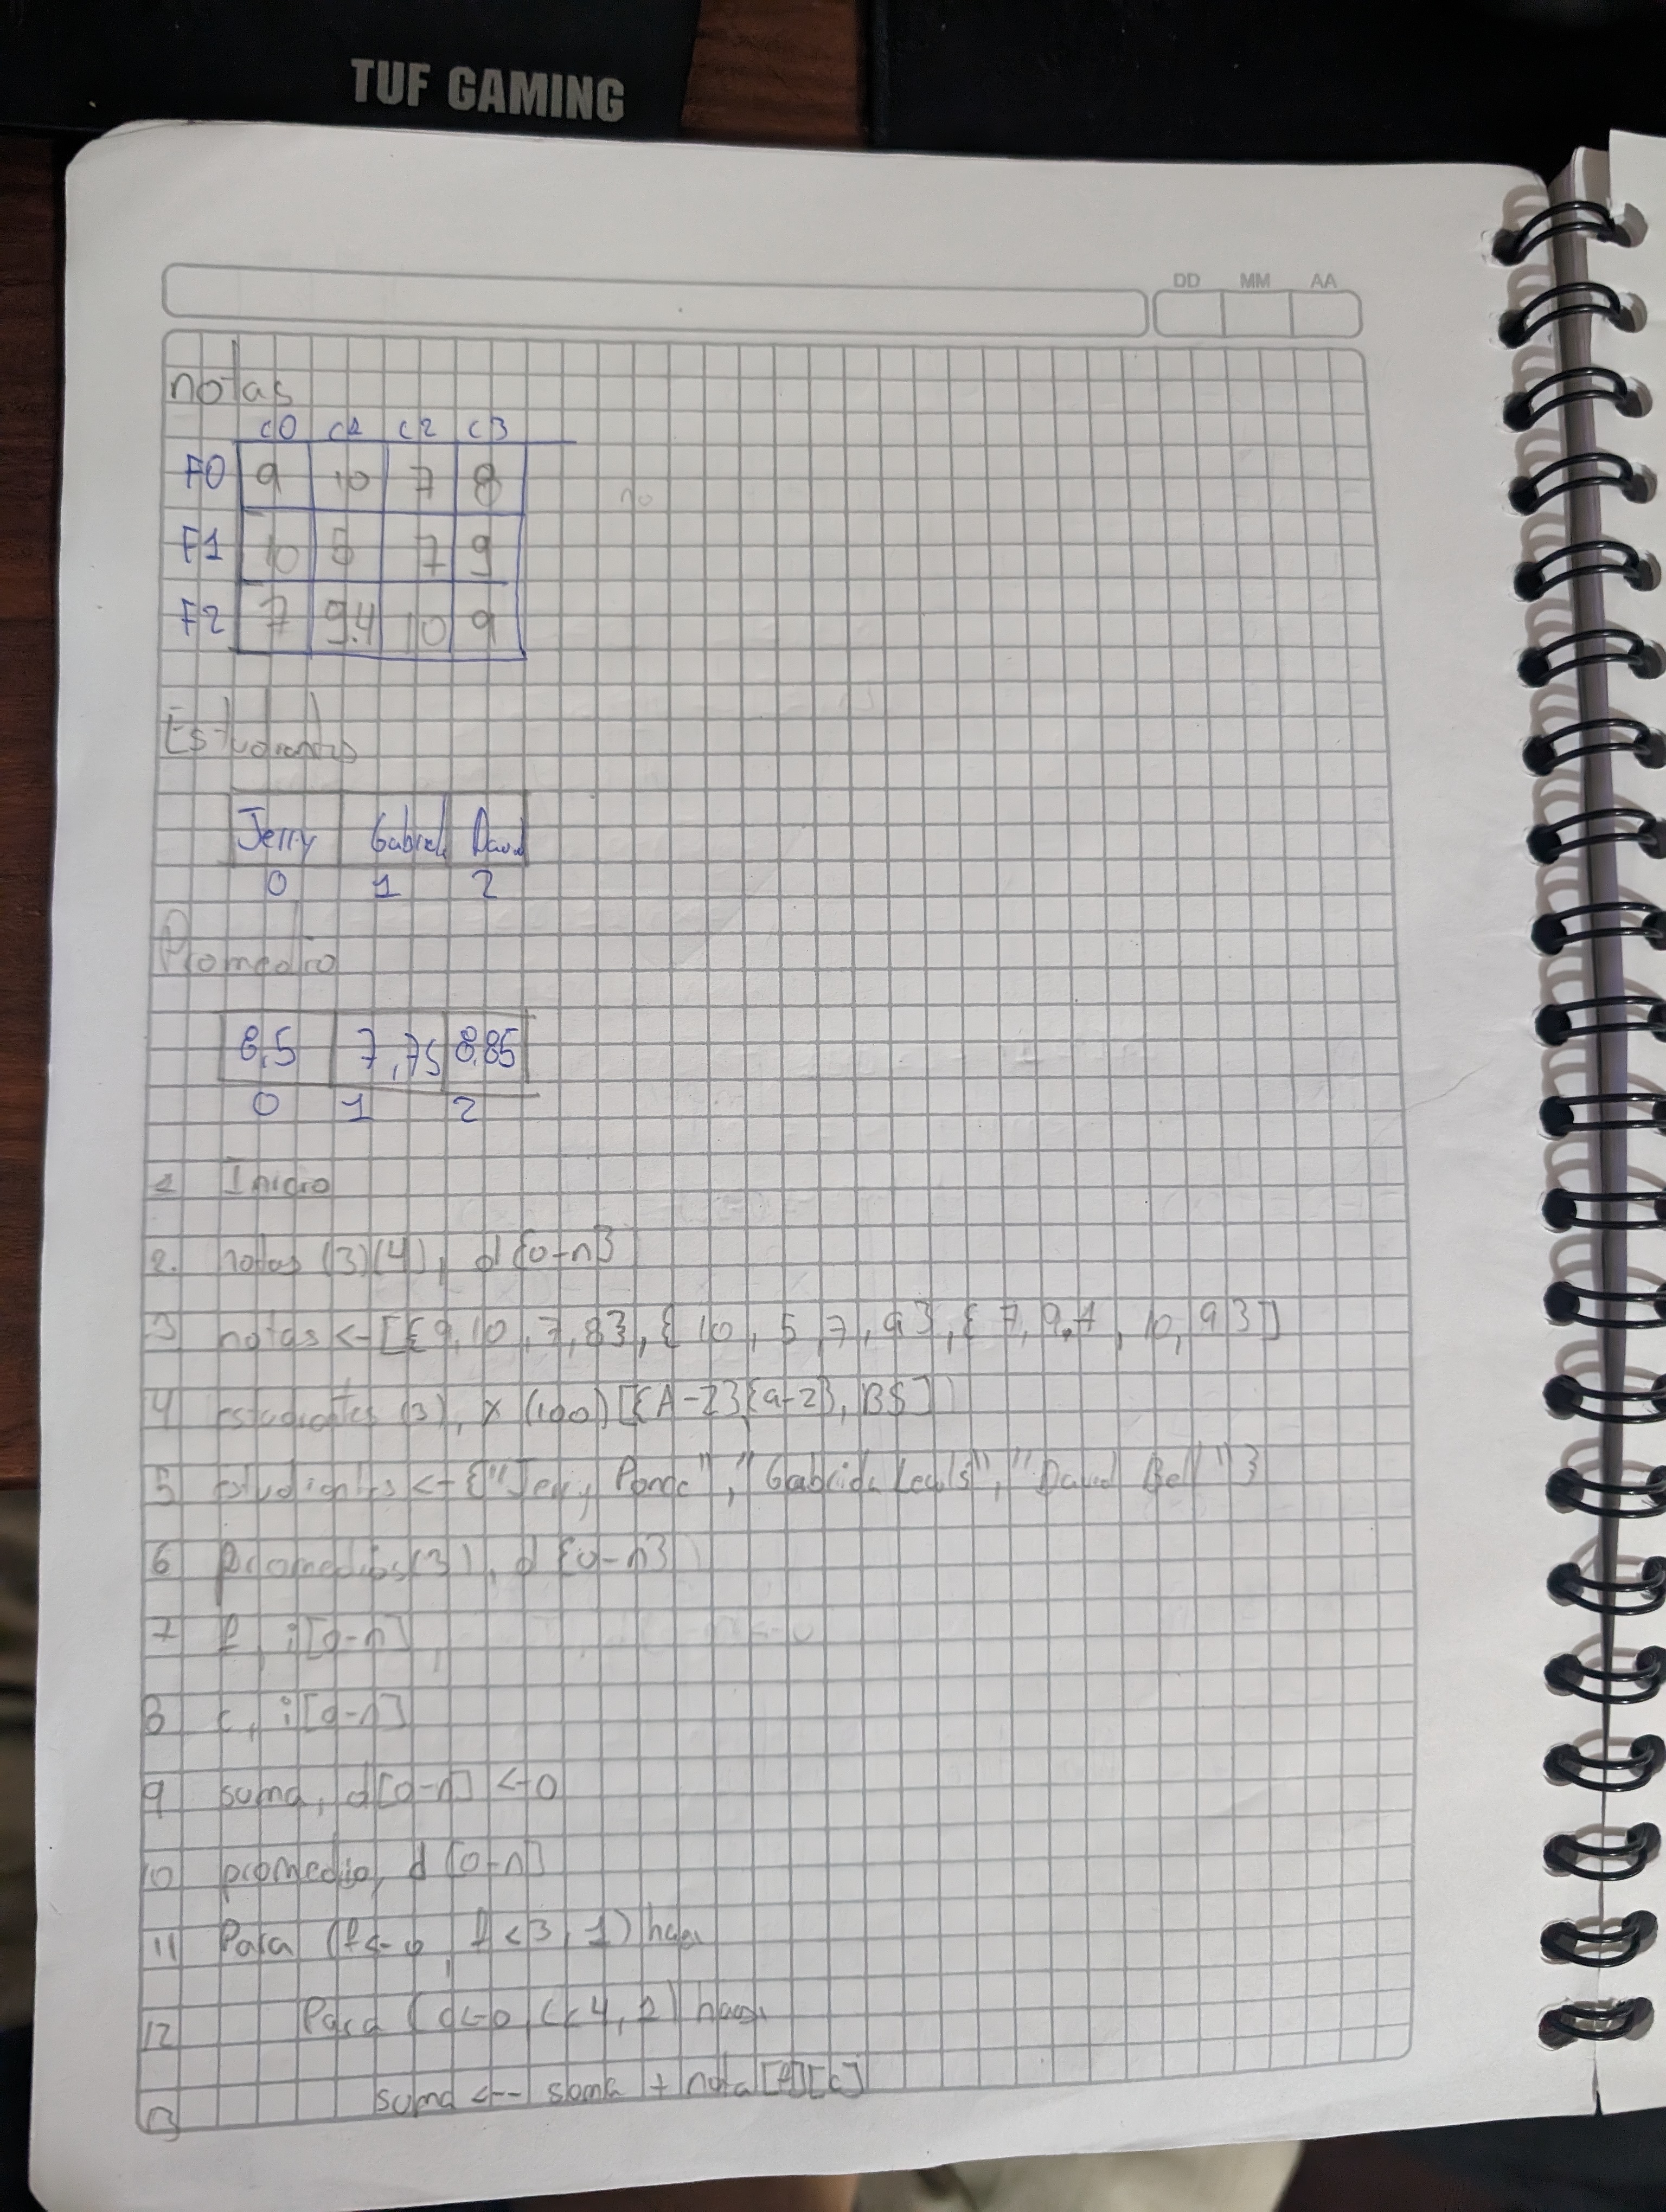 TUF GAMING
DD MM AA
notas
c0 c1 c2 c3
F0 9 10 7 8
no
F1 10 5 7 9
F2 7 9.4 10 9
Estudiantes
Jerry Gabriel David
0 1 2
Promedio
8,5 7,75 8.85
0 1 2
1 Inicio
2. notas (3)(4), d {0-n}
3 notas <- [{9,10,7,8}, {10,5,7,9}, {7,9.4,10,9}]
4 estudiantes (3), x (100) [{A-Z}{a-z}, B$]
5 estudiantes <- {"Jerry Ponce", "Gabriela", "David Bell"}
6 promedios(3), d {0-n}
7 f, i[0-n]
8 c, i[0-n]
9 suma, d[0-n] <-0
10 promedio, d [0-n]
11 Para (f<-0, f<3, 1) hacer
12 Para (c<-0, c<4, 1) hacer
13 suma <-- suma + nota[f][c]